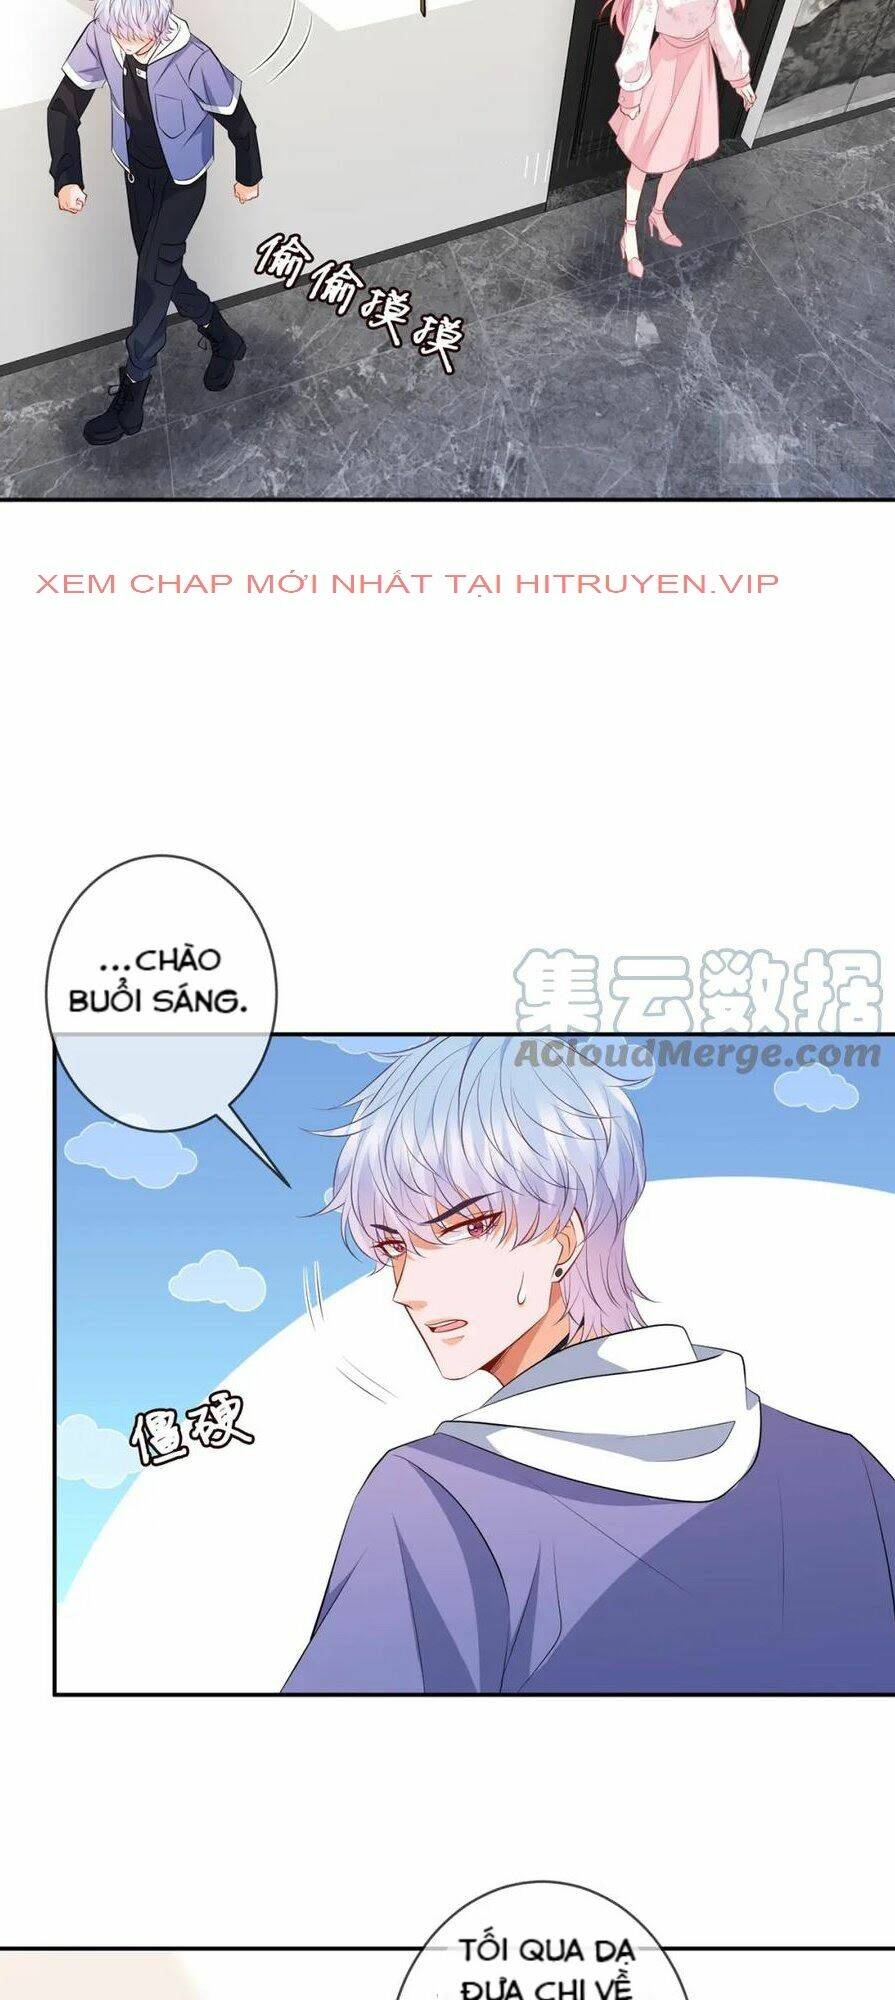 偷偷摸摸
XEM CHAP MỚI NHẤT TẠI HITRUYEN.VIP
...CHÀO
BUỔI SÁNG.
集云数据
ACloudMerge.com
僵硬
TỐI QUA DẠ
ĐƯA CHỊ VỀ